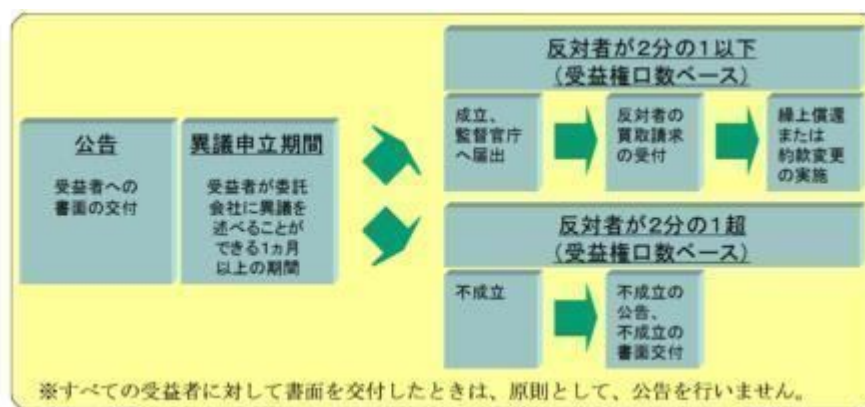 公告
受益者への
書面の交付
異議申立期間
受益者が委託
会社に異議を
述べることが
できる1ヵ月
以上の期間
反対者が2分の1以下
(受益権口数ベース)
成立、
監督官庁
へ届出
反対者の
買取請求
の受付
繰上償還
または
約款変更
の実施
反対者が2分の1超
(受益権口数ベース)
不成立
不成立の
公告、
不成立の
書面交付
※すべての受益者に対して書面を交付したときは、原則として、公告を行いません。